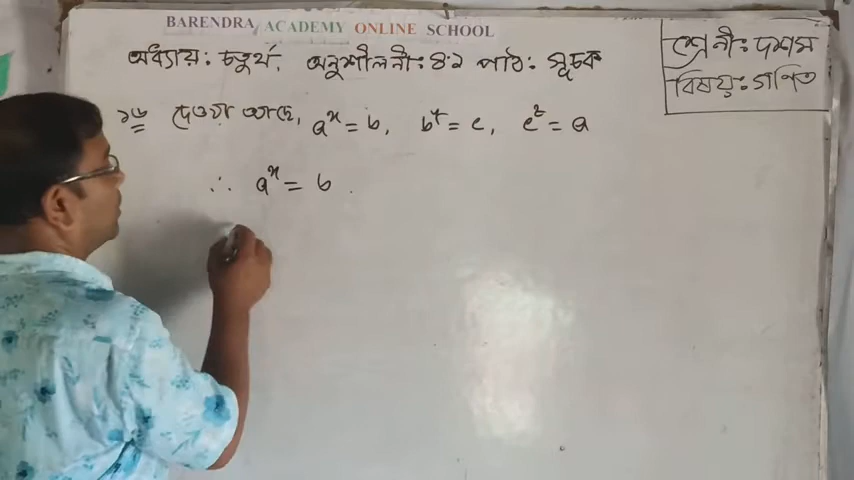 BARENDRA ACADEMY ONLINE SCHOOL
অধ্যায়: চতুর্থ, অনুশীলনী: ৪.১ পাঠ: সূচক
শ্রেনী: দশম
বিষয়: গণিত
১৬ দেওয়া আছে, aˣ = b, bʸ = c, cᶻ = a
∴ aˣ = b